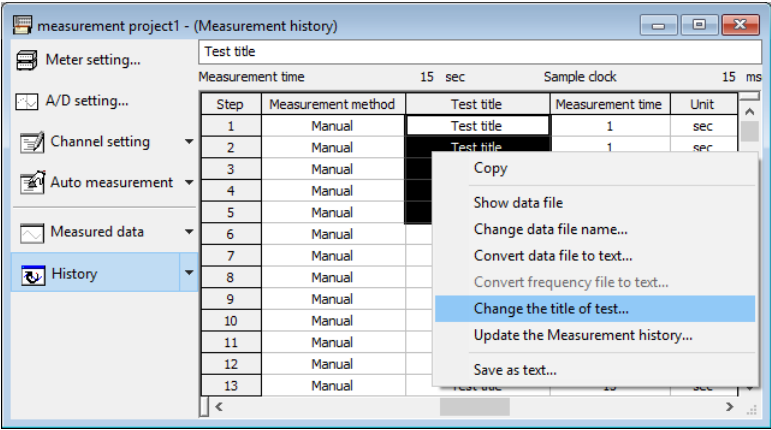 measurement project1 - (Measurement history)
Meter setting...
A/D setting...
Channel setting
Auto measurement
Measured data
History
Test title
Measurement time 15 sec Sample clock 15 ms
Step Measurement method Test title Measurement time Unit
1 Manual Test title 1 sec
2 Manual Test title 1 sec
3 Manual
4 Manual
5 Manual
6 Manual
7 Manual
8 Manual
9 Manual
10 Manual
11 Manual
12 Manual
13 Manual Test title 15 sec
Copy
Show data file
Change data file name...
Convert data file to text...
Convert frequency file to text...
Change the title of test...
Update the Measurement history...
Save as text...